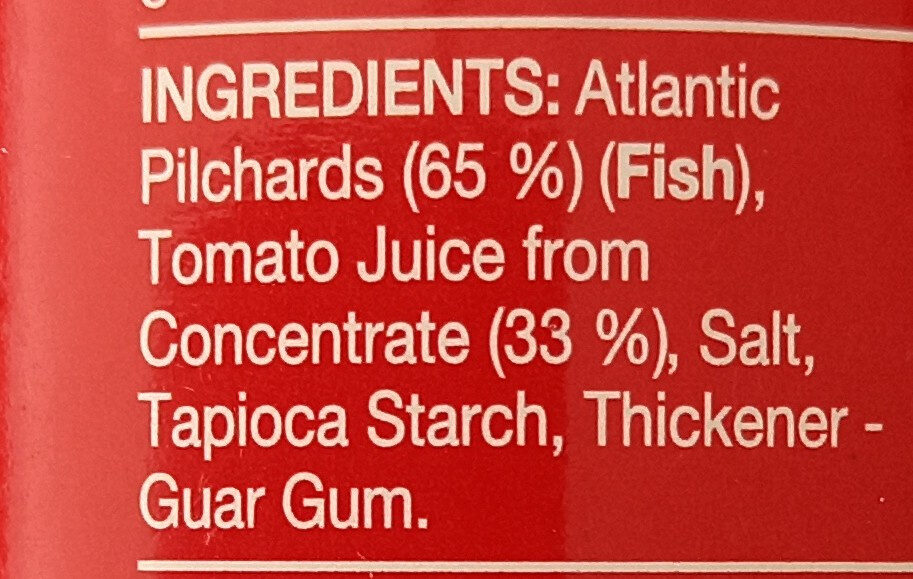 INGREDIENTS: Atlantic
Pilchards (65 %) (Fish),
Tomato Juice from
Concentrate (33 %), Salt,
Tapioca Starch, Thickener -
Guar Gum.